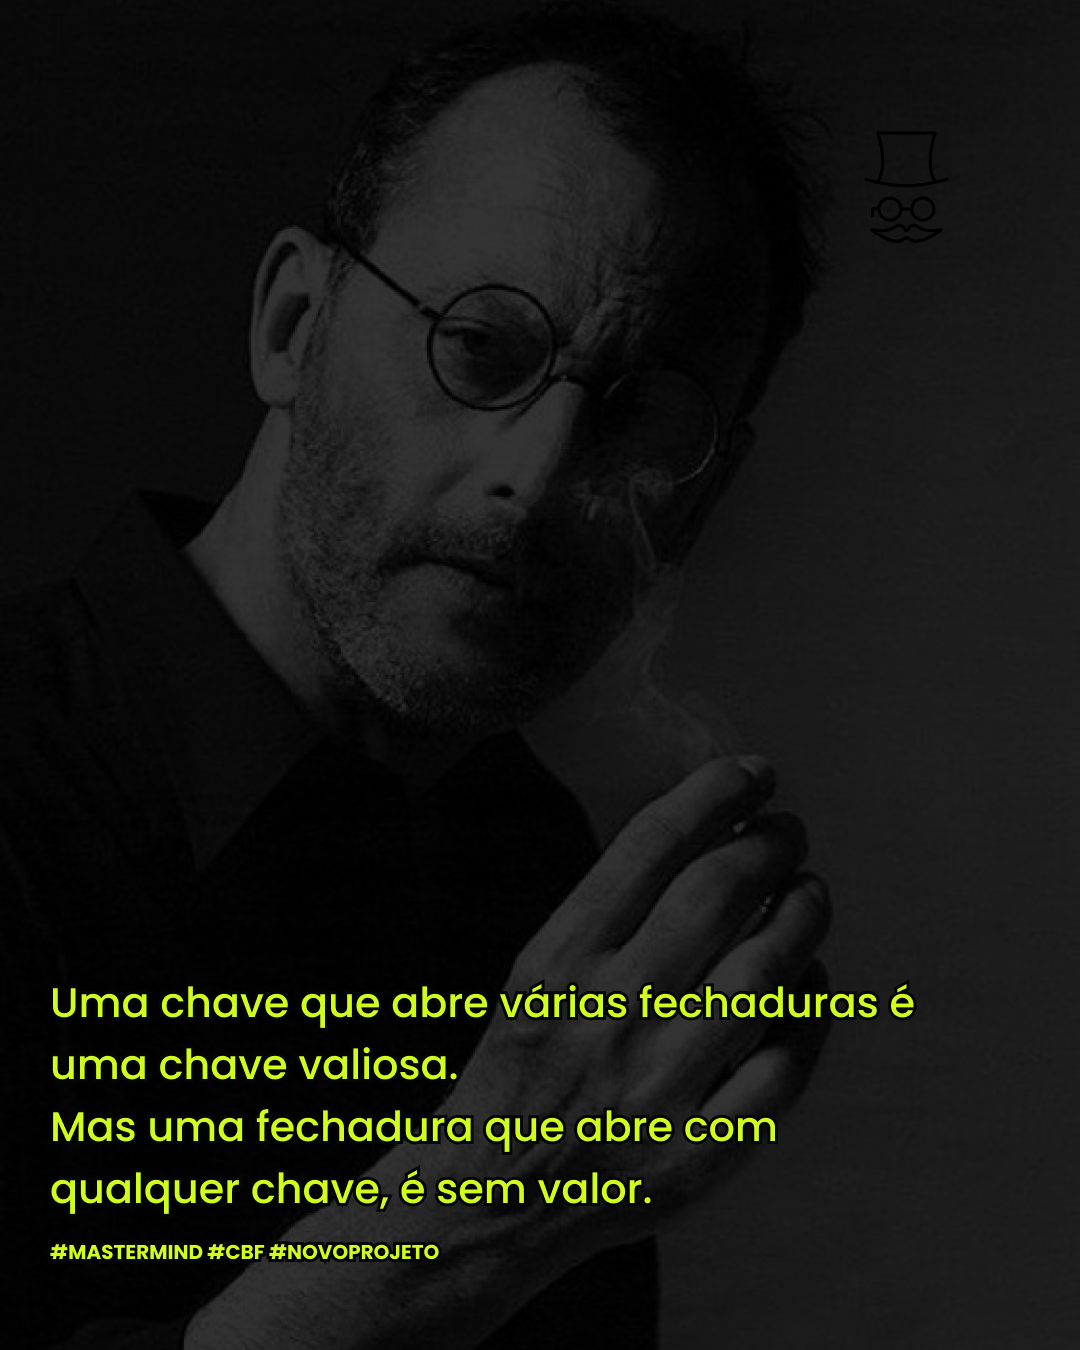 Uma chave que abre várias fechaduras é
uma chave valiosa.
Mas uma fechadura que abre com
qualquer chave, é sem valor.
#MASTERMIND #CBF #NOVOPROJETO